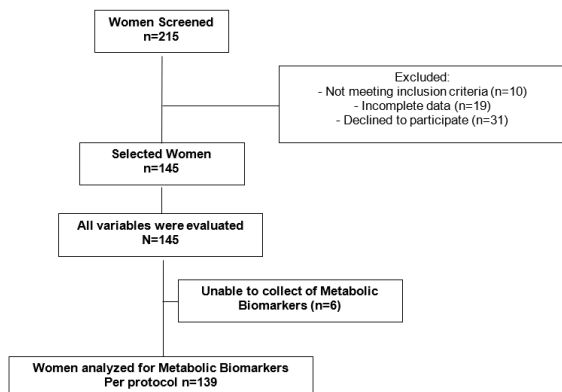 Women Screened
n=215
Excluded:
- Not meeting inclusion criteria (n=10)
- Incomplete data (n=19)
- Declined to participate (n=31)
Selected Women
n=145
All variables were evaluated
N=145
Unable to collect of Metabolic
Biomarkers (n=6)
Women analyzed for Metabolic Biomarkers
Per protocol n=139